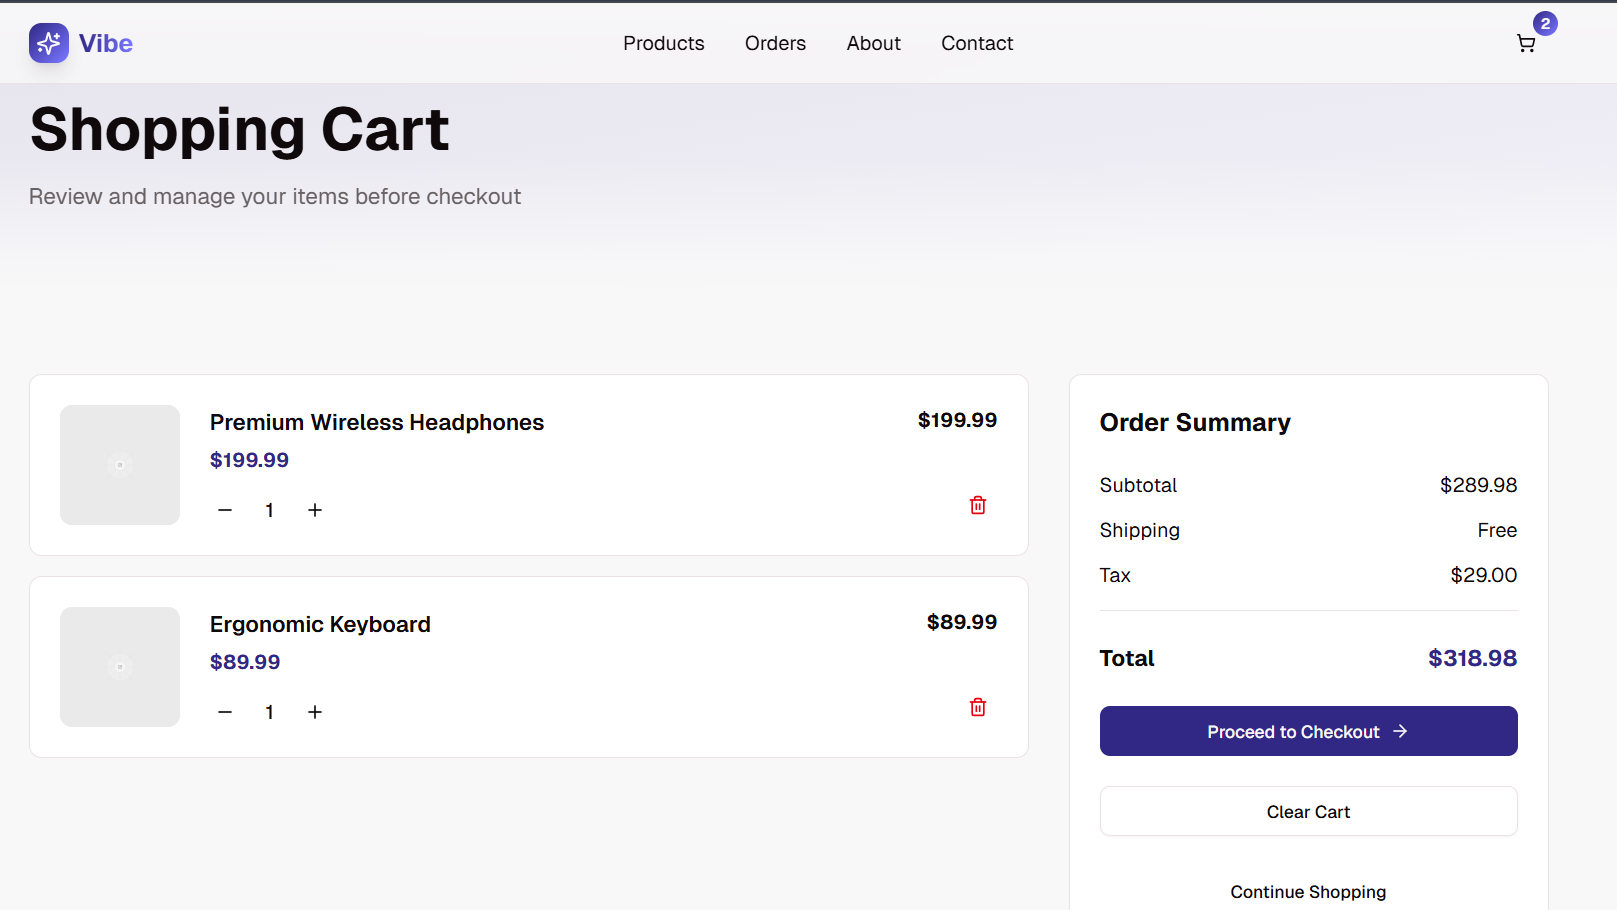 Vibe
Products
Orders
About
Contact
2
Shopping Cart
Review and manage your items before checkout
Premium Wireless Headphones
$199.99
$199.99
1
Ergonomic Keyboard
$89.99
$89.99
1
Order Summary
Subtotal $289.98
Shipping Free
Tax $29.00
Total $318.98
Proceed to Checkout →
Clear Cart
Continue Shopping